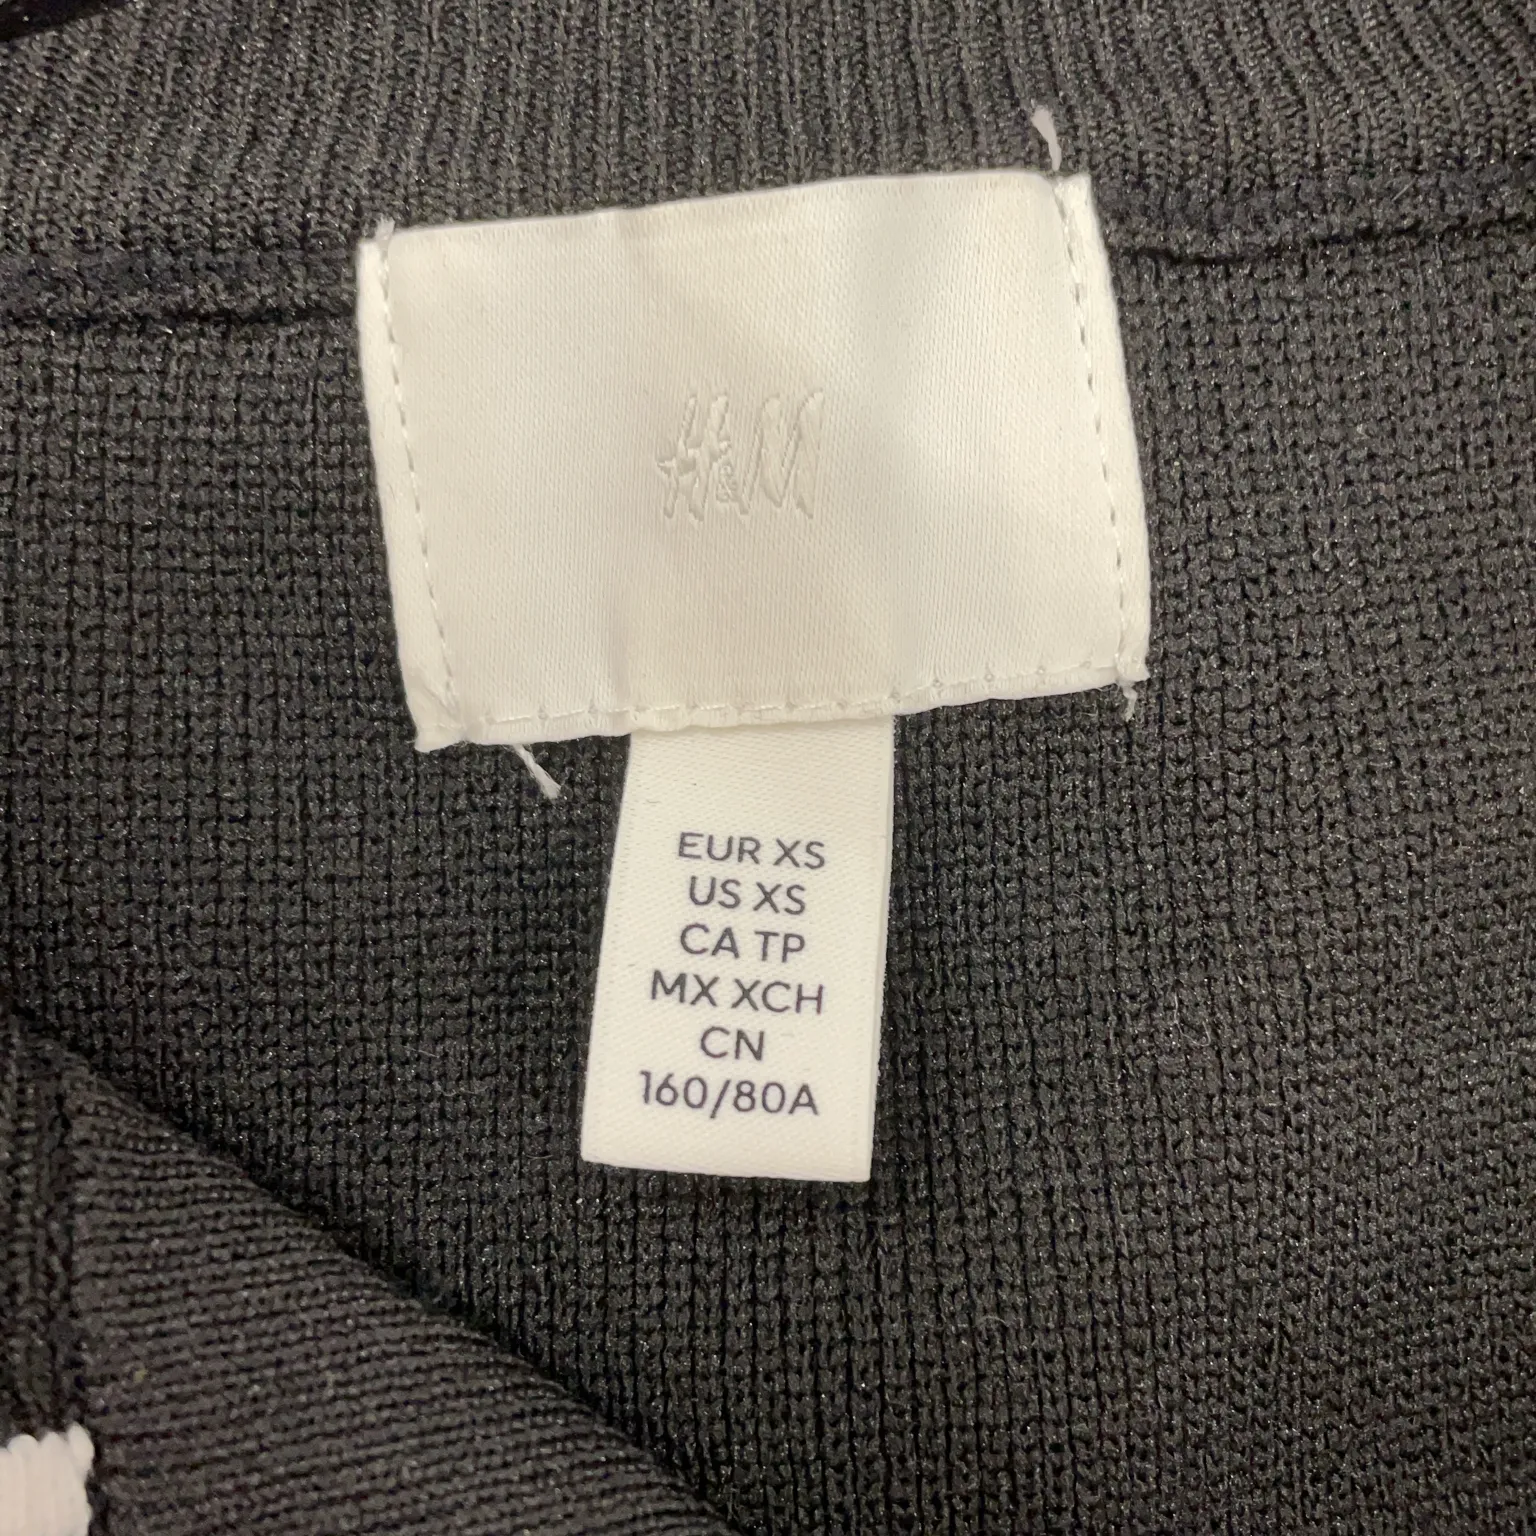 H&M
EUR XS
US XS
CA TP
MX XCH
CN
160/80A